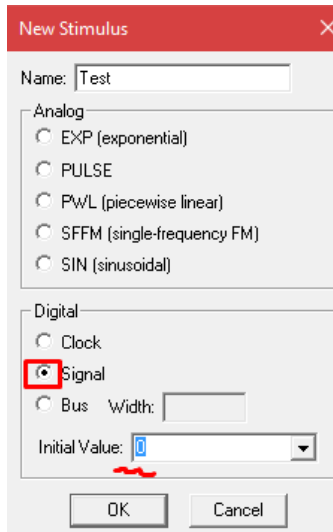 New Stimulus
Name: Test
Analog
EXP (exponential)
PULSE
PWL (piecewise linear)
SFFM (single-frequency FM)
SIN (sinusoidal)
Digital
Clock
Signal
Bus Width:
Initial Value: 0
OK Cancel